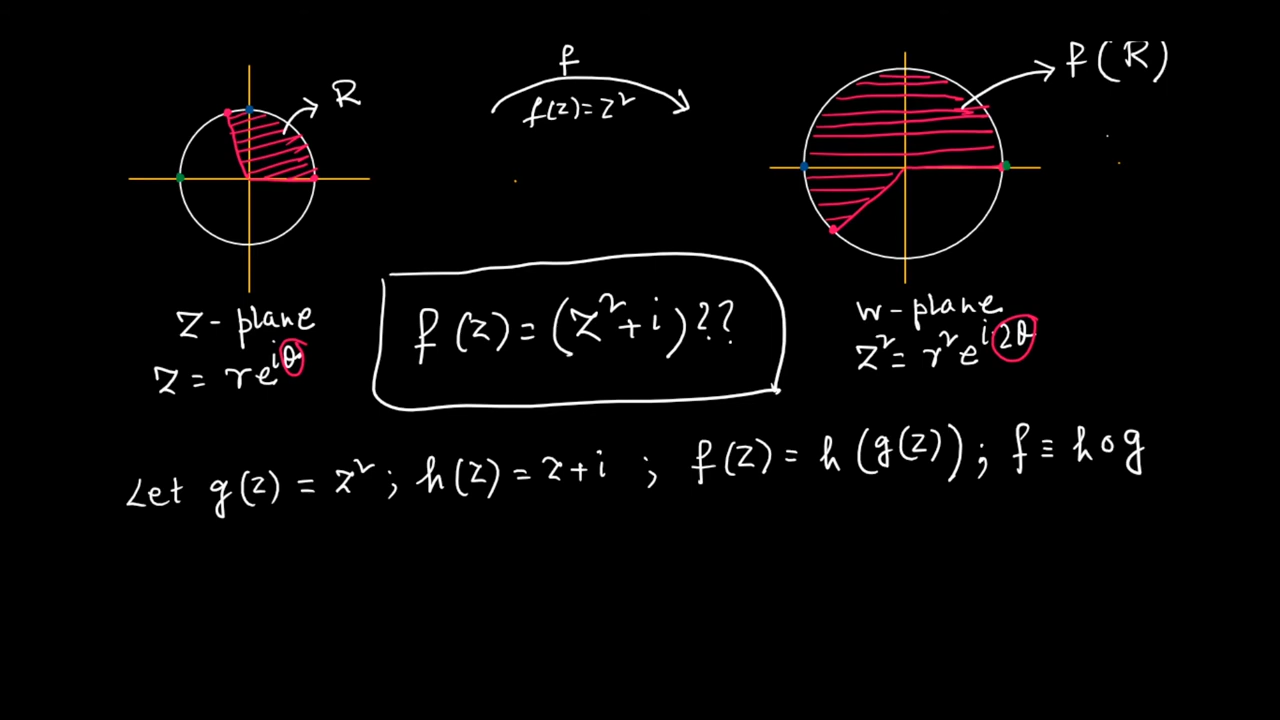 f
f(z)=z²
R
f(R)
z-plane
z = re^{iθ}
f(z)=(z²+i)??
w-plane
z²= r²e^{i2θ}
Let g(z) = z² ; h(z) = z+i ; f(z) = h(g(z)) ; f ≡ h∘g